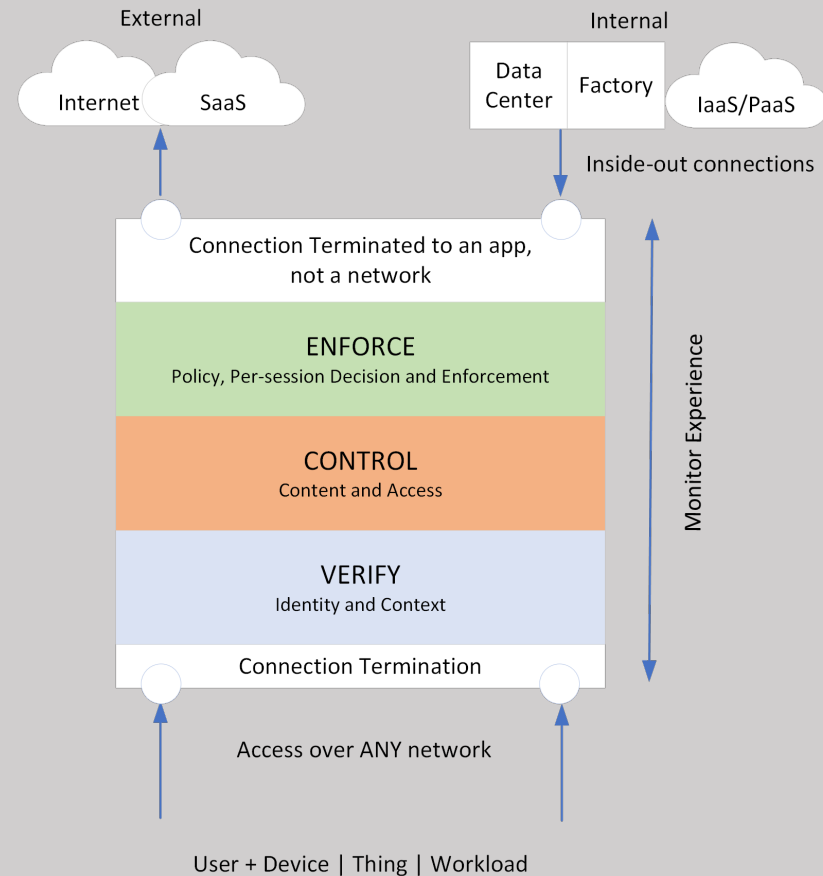 External
Internal
Internet
SaaS
Data
Center
Factory
IaaS/PaaS
Inside-out connections
Connection Terminated to an app,
not a network
ENFORCE
Policy, Per-session Decision and Enforcement
CONTROL
Content and Access
VERIFY
Identity and Context
Connection Termination
Monitor Experience
Access over ANY network
User + Device | Thing | Workload